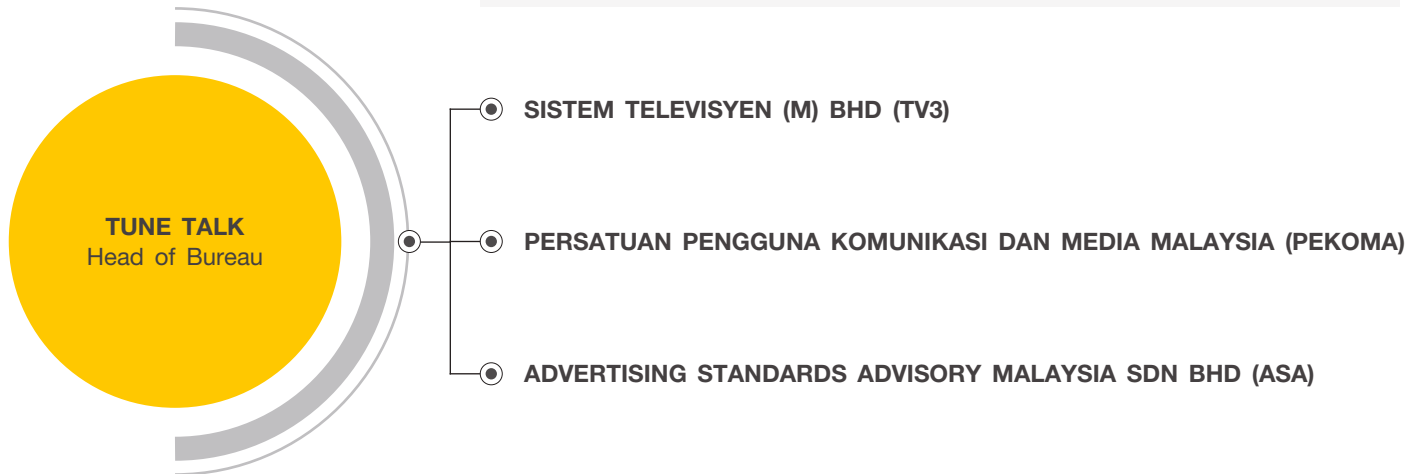 TUNE TALK
Head of Bureau
SISTEM TELEVISYEN (M) BHD (TV3)
PERSATUAN PENGGUNA KOMUNIKASI DAN MEDIA MALAYSIA (PEKOMA)
ADVERTISING STANDARDS ADVISORY MALAYSIA SDN BHD (ASA)